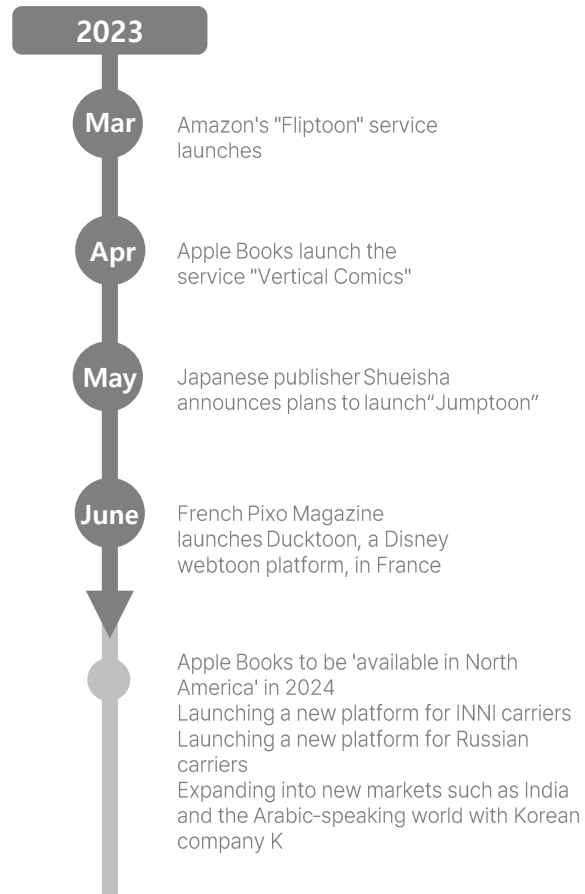 2023
Mar
Amazon's "Fliptoon" service
launches
Apr
Apple Books launch the
service "Vertical Comics"
May
Japanese publisher Shueisha
announces plans to launch“Jumptoon”
June
French Pixo Magazine
launches Ducktoon, a Disney
webtoon platform, in France
Apple Books to be 'available in North
America' in 2024
Launching a new platform for INNI carriers
Launching a new platform for Russian
carriers
Expanding into new markets such as India
and the Arabic-speaking world with Korean
company K